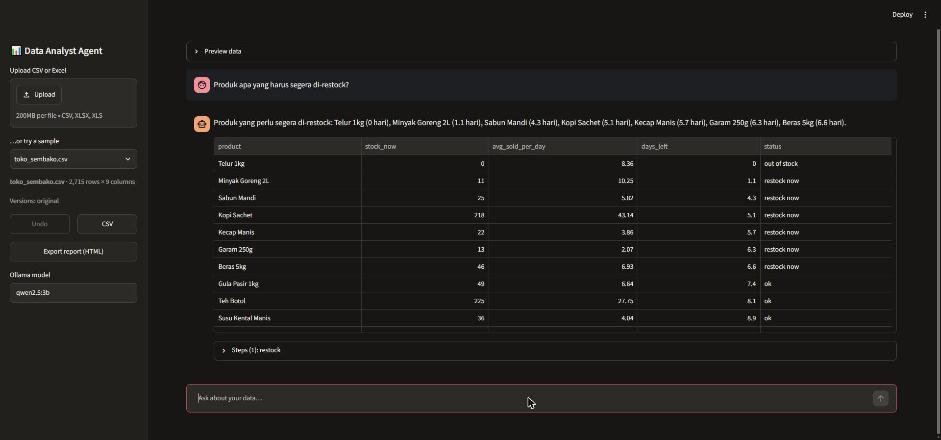 Deploy
📊 Data Analyst Agent
Upload CSV or Excel
Upload
200MB per file • CSV, XLSX, XLS
...or try a sample
toko_sembako.csv
toko_sembako.csv · 2,715 rows × 9 columns
Versions: original
Undo
CSV
Export report (HTML)
Ollama model
qwen2.5:3b
Preview data
Produk apa yang harus segera di-restock?
Produk yang perlu segera di-restock: Telur 1kg (0 hari), Minyak Goreng 2L (1.1 hari), Sabun Mandi (4.3 hari), Kopi Sachet (5.1 hari), Kecap Manis (5.7 hari), Garam 250g (6.3 hari), Beras 5kg (6.6 hari).
product stock_now avg_sold_per_day days_left status
Telur 1kg 0 8.36 0 out of stock
Minyak Goreng 2L 11 10.25 1.1 restock now
Sabun Mandi 25 5.82 4.3 restock now
Kopi Sachet 218 43.14 5.1 restock now
Kecap Manis 22 3.86 5.7 restock now
Garam 250g 13 2.07 6.3 restock now
Beras 5kg 46 6.93 6.6 restock now
Gula Pasir 1kg 49 6.64 7.4 ok
Teh Botol 225 27.75 8.1 ok
Susu Kental Manis 36 4.04 8.9 ok
Steps (1): restock
Ask about your data...